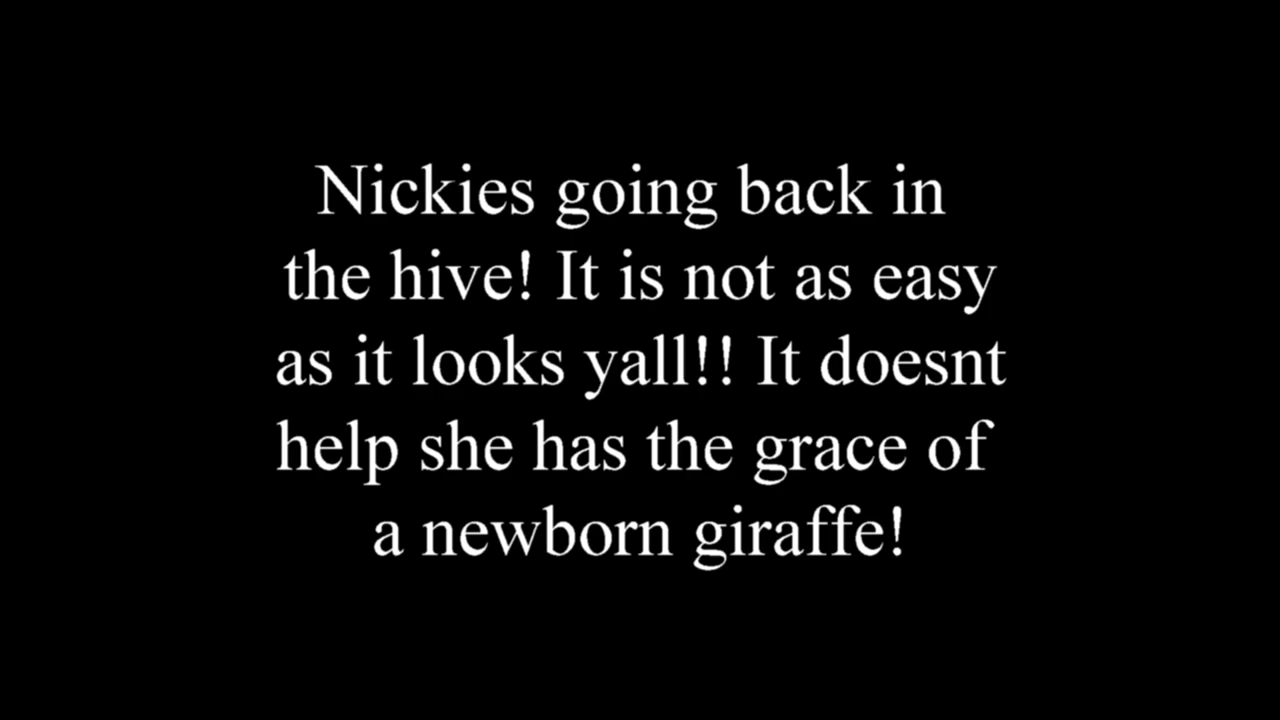 Nickies going back in
the hive! It is not as easy
as it looks yall!! It doesnt
help she has the grace of
a newborn giraffe!